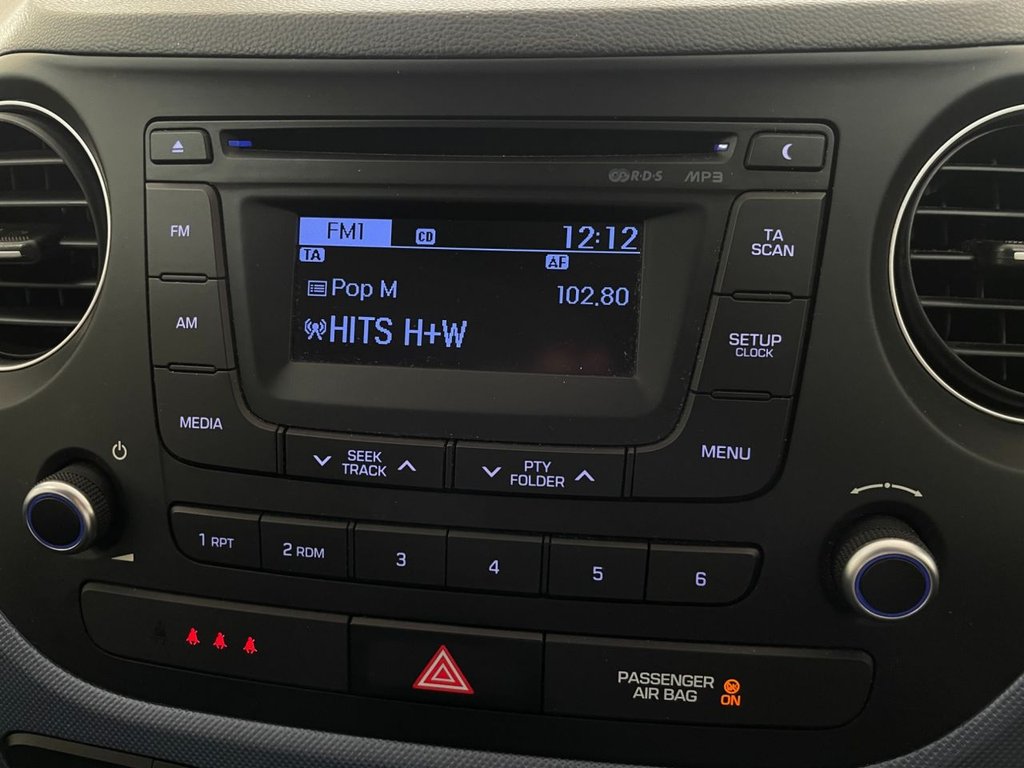 R·D·S MP3
FM
FM1 CD 12:12
TA AF
Pop M 102.80
HITS H+W
TA
SCAN
AM
SETUP
CLOCK
MEDIA
SEEK
TRACK
PTY
FOLDER
MENU
1 RPT
2 RDM
3
4
5
6
PASSENGER
AIR BAG
ON